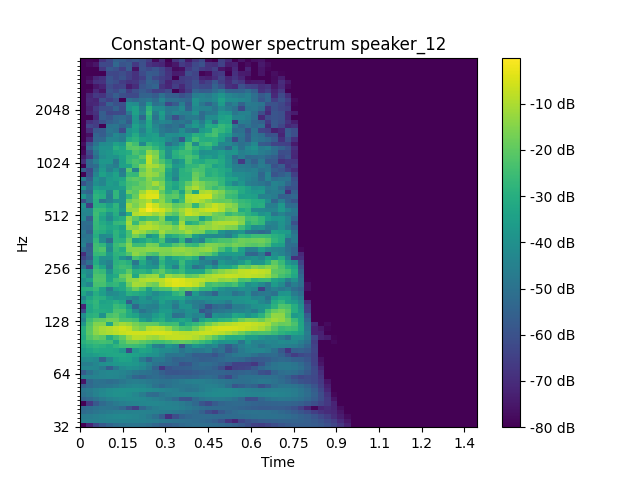 Constant-Q power spectrum speaker_12
2048
1024
512
256
128
64
32
Hz
0 0.15 0.3 0.45 0.6 0.75 0.9 1.1 1.2 1.4
Time
-10 dB
-20 dB
-30 dB
-40 dB
-50 dB
-60 dB
-70 dB
-80 dB